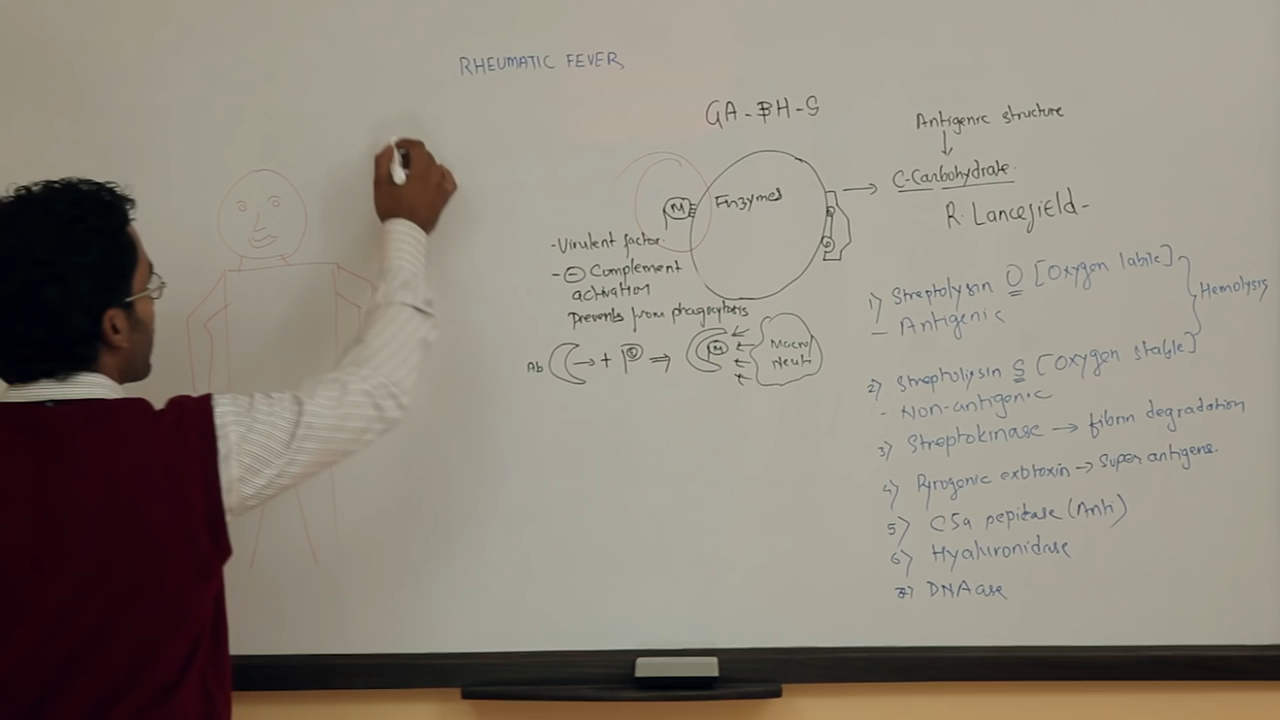 RHEUMATIC FEVER
GA-BH-S
Antigenic structure
↓
Enzymes
→ C-Carbohydrate.
R. Lancefield-
M
-Virulent factor.
-⊖ Complement
activation
Prevents from phagocytosis
Ab → + ⇒ M
Macro
Neut
1) Streptolysin O [Oxygen labile]
- Antigenic
Hemolysis
2) Streptolysin S [Oxygen stable]
- Non-antigenic
3) Streptokinase → fibrin degradation
4) Pyrogenic exotoxin → Super antigens.
5) C5a pepitase (Anti)
6) Hyaluronidase
7) DNAase